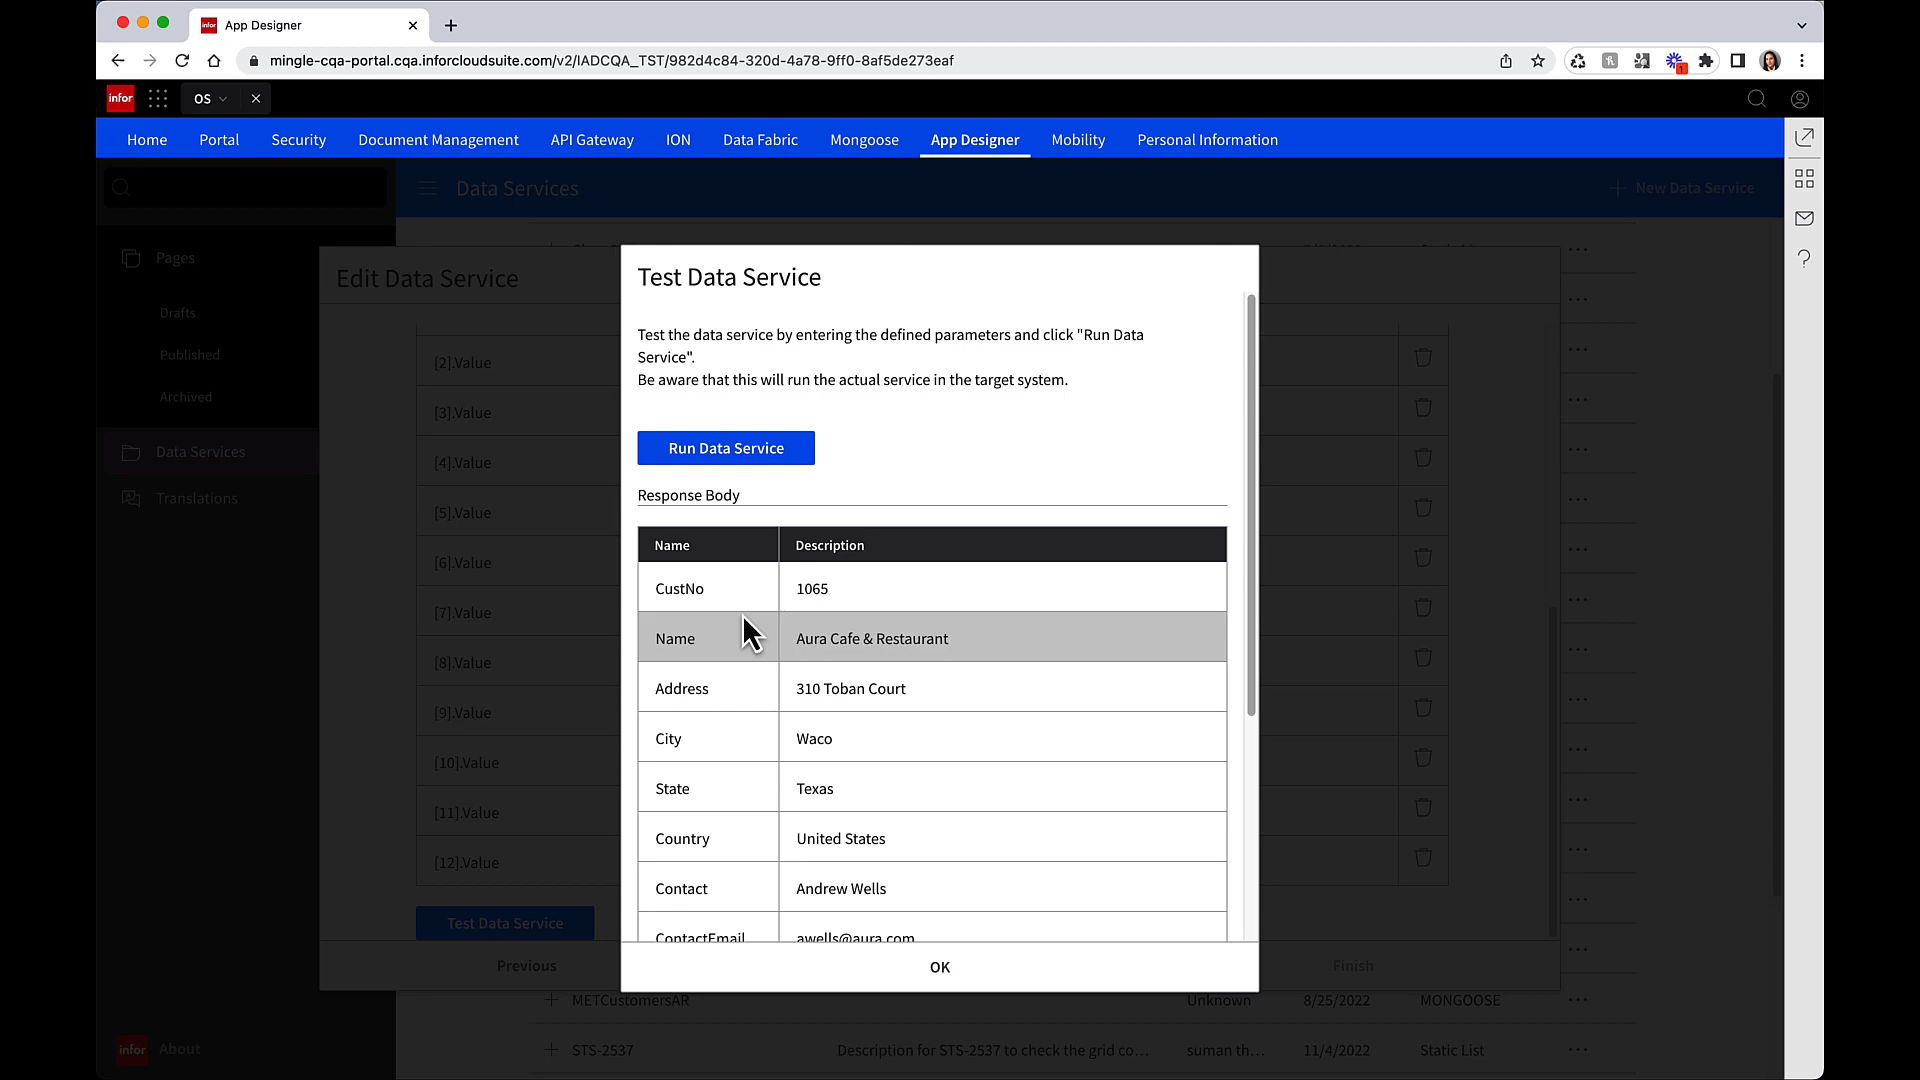 infor
App Designer
mingle-cqa-portal.cqa.inforcloudsuite.com/v2/IADCQA_TST/982d4c84-320d-4a78-9ff0-8af5de273eaf
1
infor
OS
Home
Portal
Security
Document Management
API Gateway
ION
Data Fabric
Mongoose
App Designer
Mobility
Personal Information
Data Services
New Data Service
Pages
Drafts
Published
Archived
Data Services
Translations
infor About
Edit Data Service
[2].Value
[3].Value
[4].Value
[5].Value
[6].Value
[7].Value
[8].Value
[9].Value
[10].Value
[11].Value
[12].Value
Test Data Service
Previous
Finish
Test Data Service
Test the data service by entering the defined parameters and click "Run Data
Service".
Be aware that this will run the actual service in the target system.
Run Data Service
Response Body
Name Description
CustNo 1065
Name Aura Cafe & Restaurant
Address 310 Toban Court
City Waco
State Texas
Country United States
Contact Andrew Wells
ContactEmail awells@aura.com
OK
METCustomersAR Unknown 8/25/2022 MONGOOSE
STS-2537 Description for STS-2537 to check the grid co... suman th... 11/4/2022 Static List